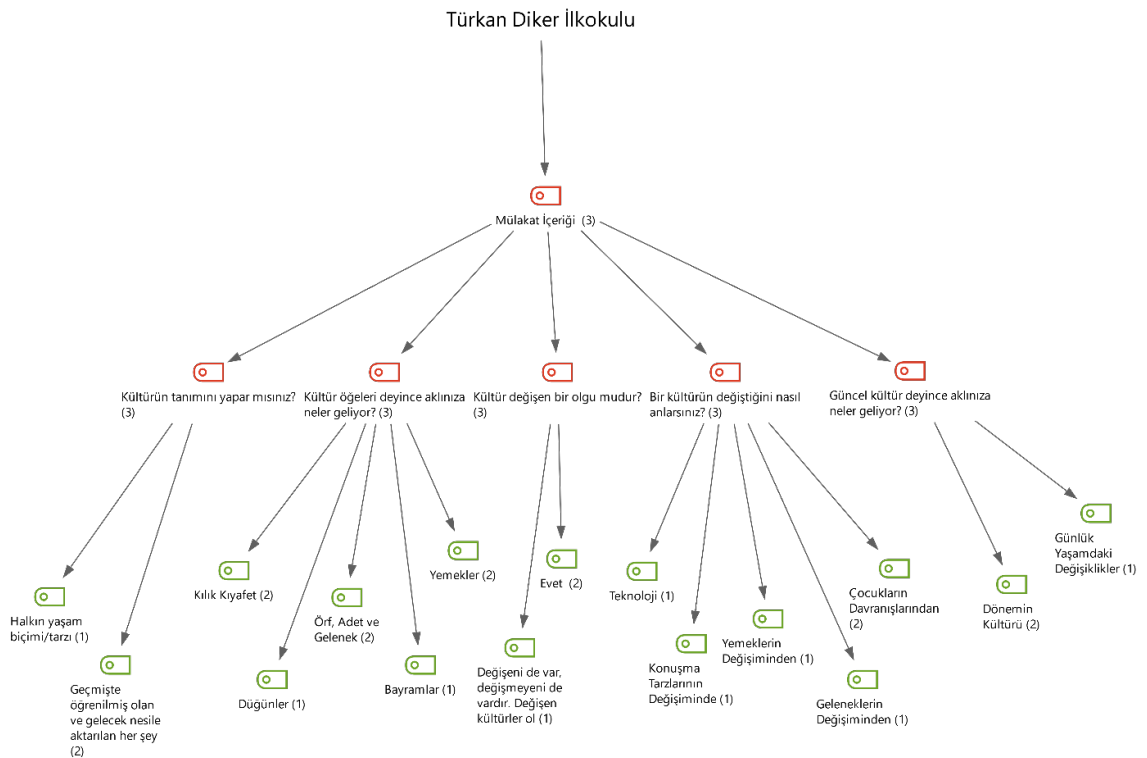 Türkan Diker İlkokulu
Mülakat İçeriği (3)
Kültürün tanımını yapar mısınız?
(3)
Kültür öğeleri deyince aklınıza
neler geliyor? (3)
Kültür değişen bir olgu mudur?
(3)
Bir kültürün değiştiğini nasıl
anlarsınız? (3)
Güncel kültür deyince aklınıza
neler geliyor? (3)
Halkın yaşam
biçimi/tarzı (1)
Geçmişte
öğrenilmiş olan
ve gelecek nesile
aktarılan her şey
(2)
Kılık Kıyafet (2)
Düğünler (1)
Örf, Adet ve
Gelenek (2)
Bayramlar (1)
Yemekler (2)
Değişeni de var,
değişmeyeni de
vardır. Değişen
kültürler ol (1)
Evet (2)
Teknoloji (1)
Konuşma
Tarzlarının
Değişiminde (1)
Yemeklerin
Değişiminden (1)
Geleneklerin
Değişiminden (1)
Çocukların
Davranışlarından
(2)
Dönemin
Kültürü (2)
Günlük
Yaşamdaki
Değişiklikler (1)